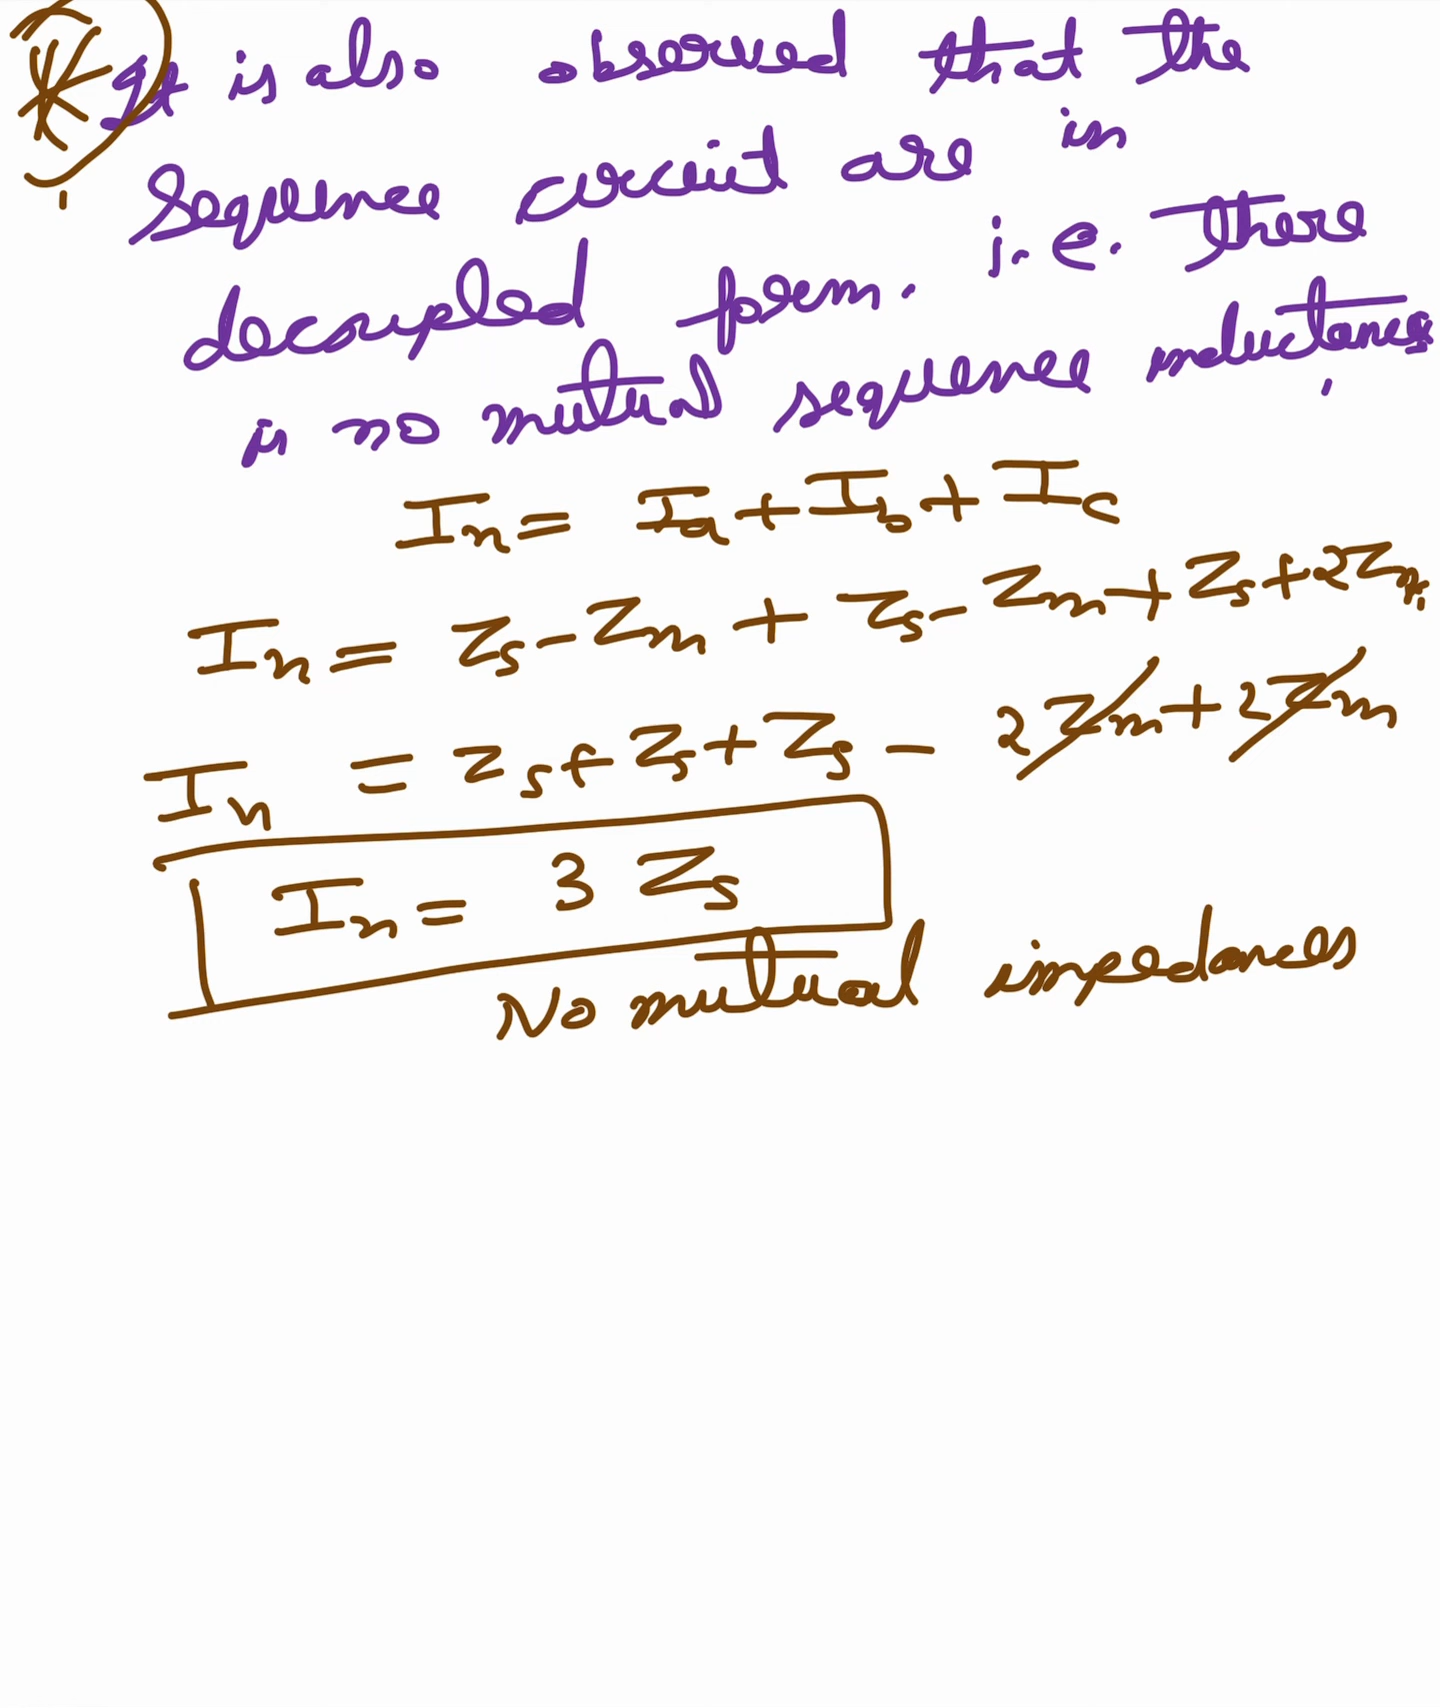 It is also observed that the
Sequence circuit are in
decoupled form. i.e. There
is no mutual sequence inductances.
In = Ia + Ib + Ic
In = Zs - Zm + Zs - Zm + Zs + 2Zm
In = Zs + Zs + Zs - 2Zm + 2Zm
In = 3 Zs
No mutual impedances